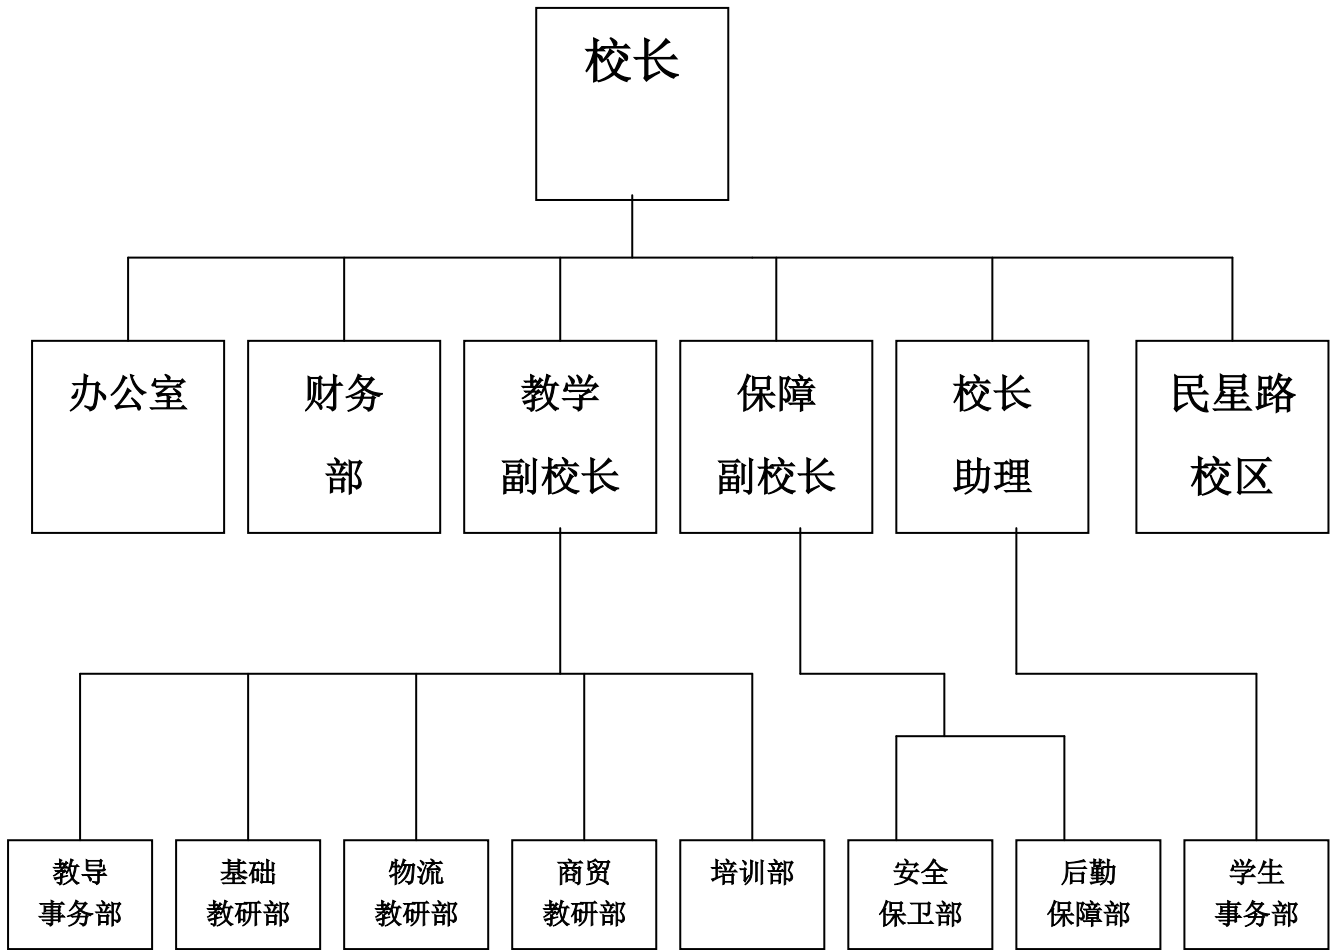 校长
办公室
财务
部
教学
副校长
保障
副校长
校长
助理
民星路
校区
教导
事务部
基础
教研部
物流
教研部
商贸
教研部
培训部
安全
保卫部
后勤
保障部
学生
事务部